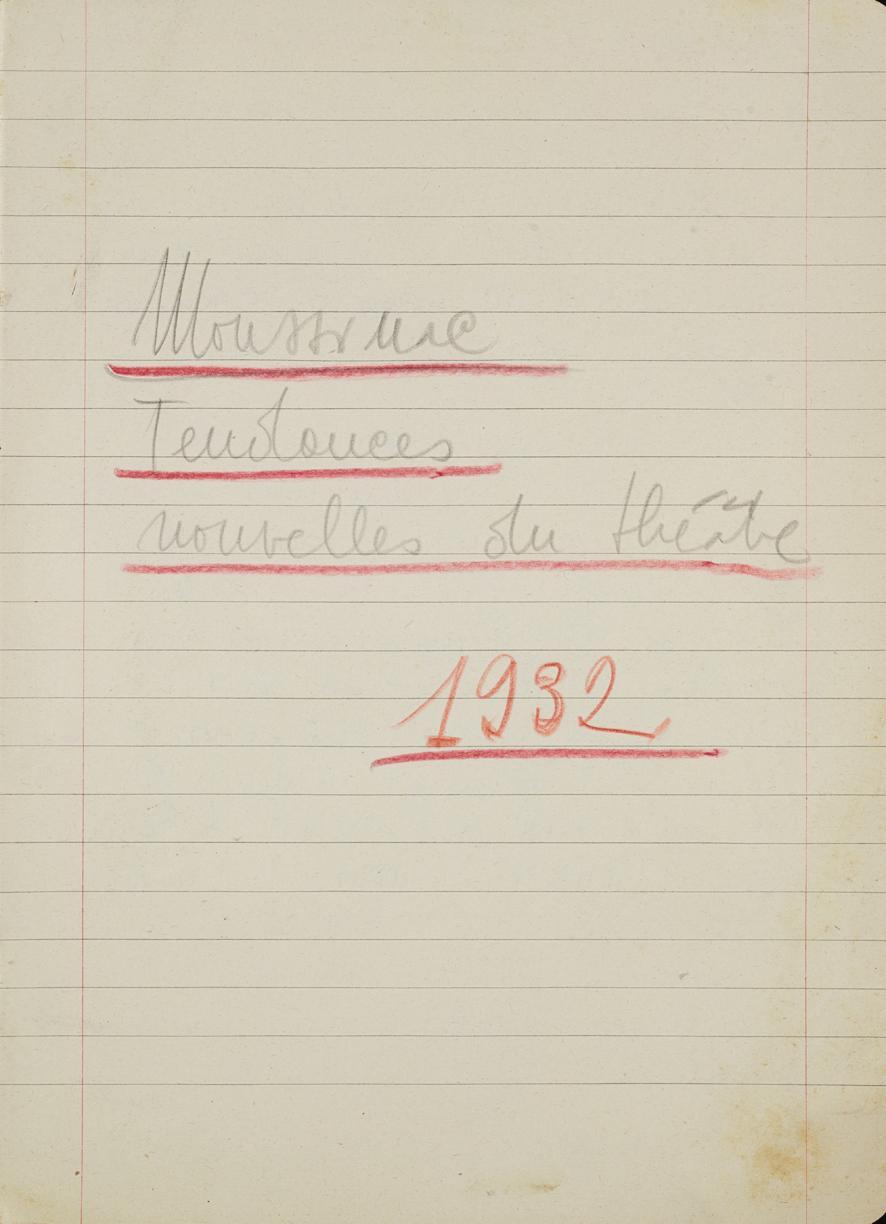 Moussinac
Tendances
nouvelles du théâtre
1932